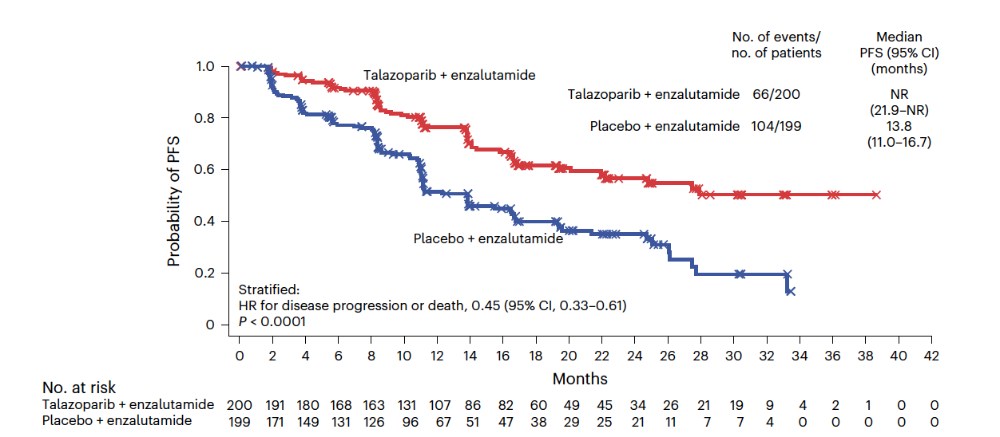 No. of events/
no. of patients
Median
PFS (95% CI)
(months)
Talazoparib + enzalutamide 66/200 NR
(21.9–NR)
Placebo + enzalutamide 104/199 13.8
(11.0–16.7)
Probability of PFS
1.0
0.8
0.6
0.4
0.2
0
Talazoparib + enzalutamide
Placebo + enzalutamide
Stratified:
HR for disease progression or death, 0.45 (95% CI, 0.33–0.61)
P < 0.0001
0 2 4 6 8 10 12 14 16 18 20 22 24 26 28 30 32 34 36 38 40 42
Months
No. at risk
Talazoparib + enzalutamide 200 191 180 168 163 131 107 86 82 60 49 45 34 26 21 19 9 4 2 1 0 0
Placebo + enzalutamide 199 171 149 131 126 96 67 51 47 38 29 25 21 11 7 7 4 0 0 0 0 0